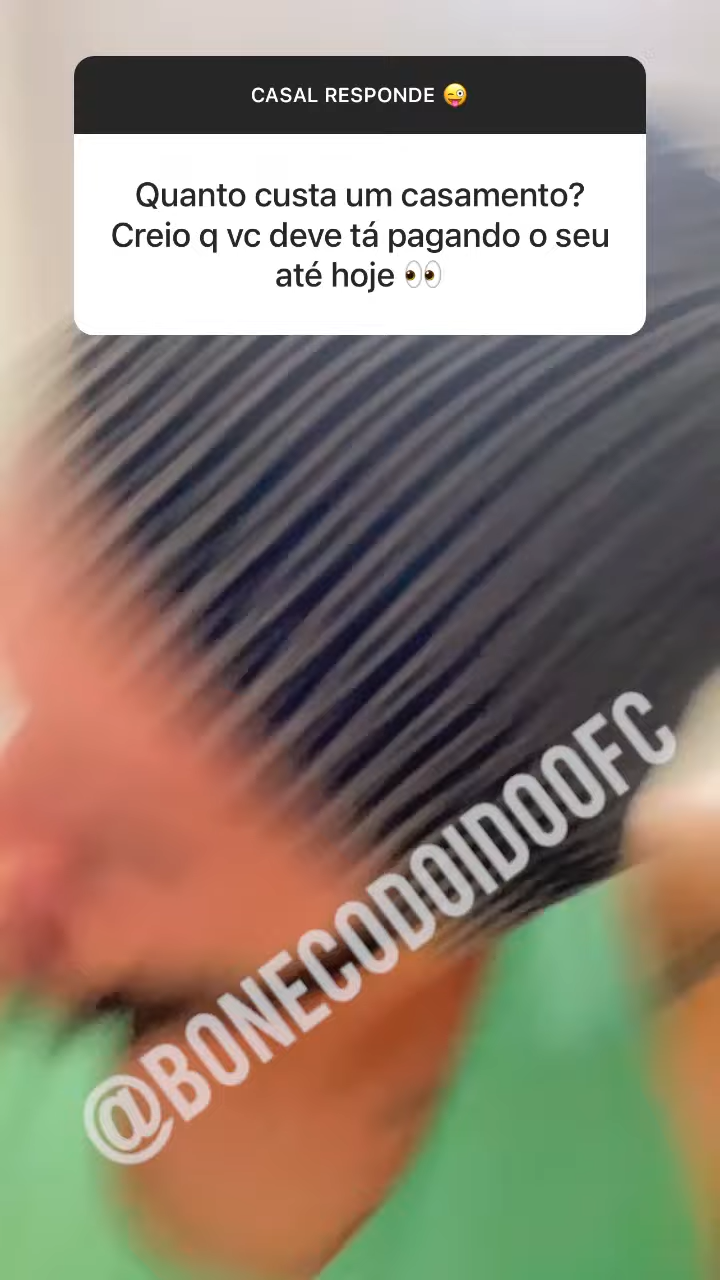 CASAL RESPONDE 😜
Quanto custa um casamento?
Creio q vc deve tá pagando o seu
até hoje 👀
@BONECODOIDOOFC